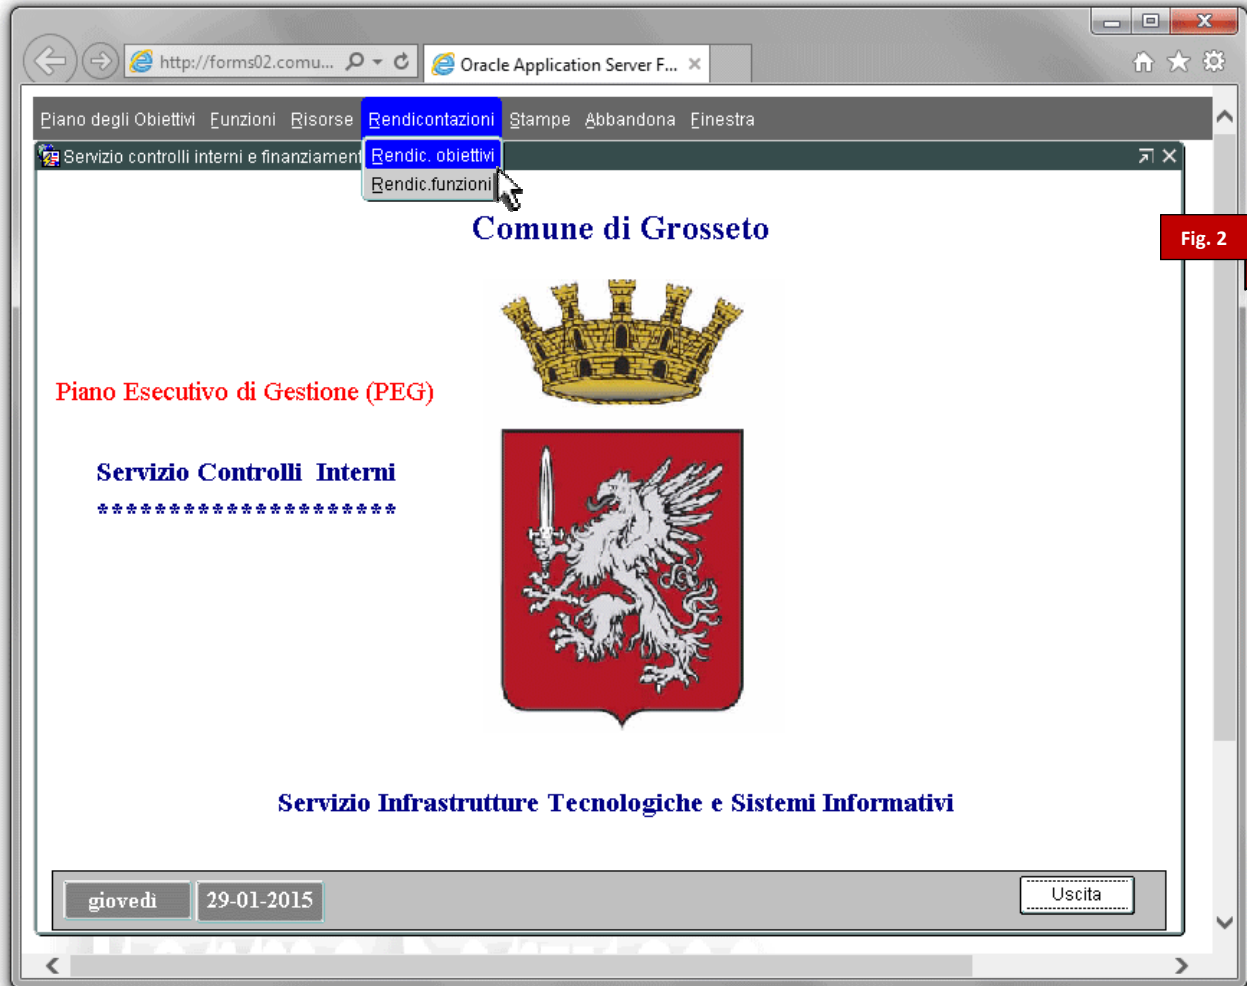 http://forms02.comu...
Oracle Application Server F...
Piano degli Obiettivi Funzioni Risorse Rendicontazioni Stampe Abbandona Finestra
Servizio controlli interni e finanziament
Rendic. obiettivi
Rendic.funzioni
Comune di Grosseto
Fig. 2
Piano Esecutivo di Gestione (PEG)
Servizio Controlli Interni
*********************
Servizio Infrastrutture Tecnologiche e Sistemi Informativi
giovedì 29-01-2015
Uscita